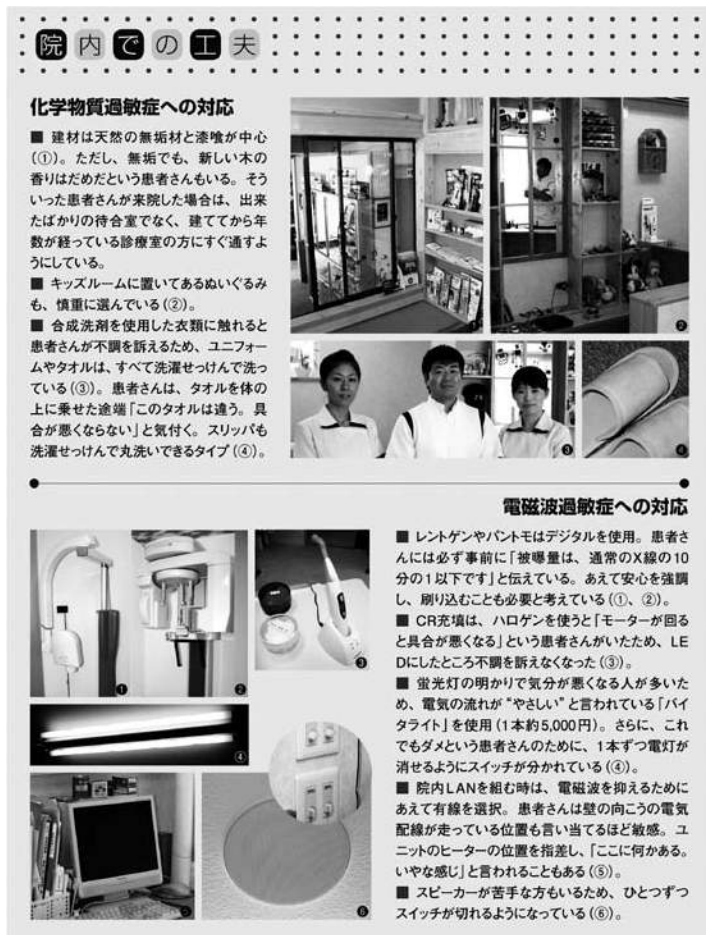 院内での工夫
化学物質過敏症への対応
■ 建材は天然の無垢材と漆喰が中心
(①)。ただし、無垢でも、新しい木の
香りはだめだという患者さんもいる。そう
いった患者さんが来院した場合は、出来
たばかりの待合室でなく、建ててから年
数が経っている診療室の方にすぐ通すよ
うにしている。
■ キッズルームに置いてあるぬいぐるみ
も、慎重に選んでいる(②)。
■ 合成洗剤を使用した衣類に触れると
患者さんが不調を訴えるため、ユニフォー
ムやタオルは、すべて洗濯せっけんで洗っ
ている(③)。患者さんは、タオルを体の
上に乗せた途端「このタオルは違う。具
合が悪くならない」と気付く。スリッパも
洗濯せっけんで丸洗いできるタイプ(④)。
①
②
③
④
電磁波過敏症への対応
■ レントゲンやパントモはデジタルを使用。患者さ
んには必ず事前に「被曝量は、通常のX線の10
分の1以下です」と伝えている。あえて安心を強調
し、刷り込むことも必要と考えている(①、②)。
■ CR充填は、ハロゲンを使うと「モーターが回る
と具合が悪くなる」という患者さんがいたため、LE
Dにしたところ不調を訴えなくなった(③)。
■ 蛍光灯の明かりで気分が悪くなる人が多いた
め、電気の流れが“やさしい”と言われている「バイ
タライト」を使用(1本約5,000円)。さらに、これ
でもダメという患者さんのために、1本ずつ電灯が
消せるようにスイッチが分かれている(④)。
■ 院内LANを組む時は、電磁波を抑えるために
あえて有線を選択。患者さんは壁の向こうの電気
配線が走っている位置も言い当てるほど敏感。ユ
ニットのヒーターの位置を指差し、「ここに何かある。
いやな感じ」と言われることもある(⑤)。
■ スピーカーが苦手な方もいるため、ひとつずつ
スイッチが切れるようになっている(⑥)。
①
②
③
④
⑤
⑥